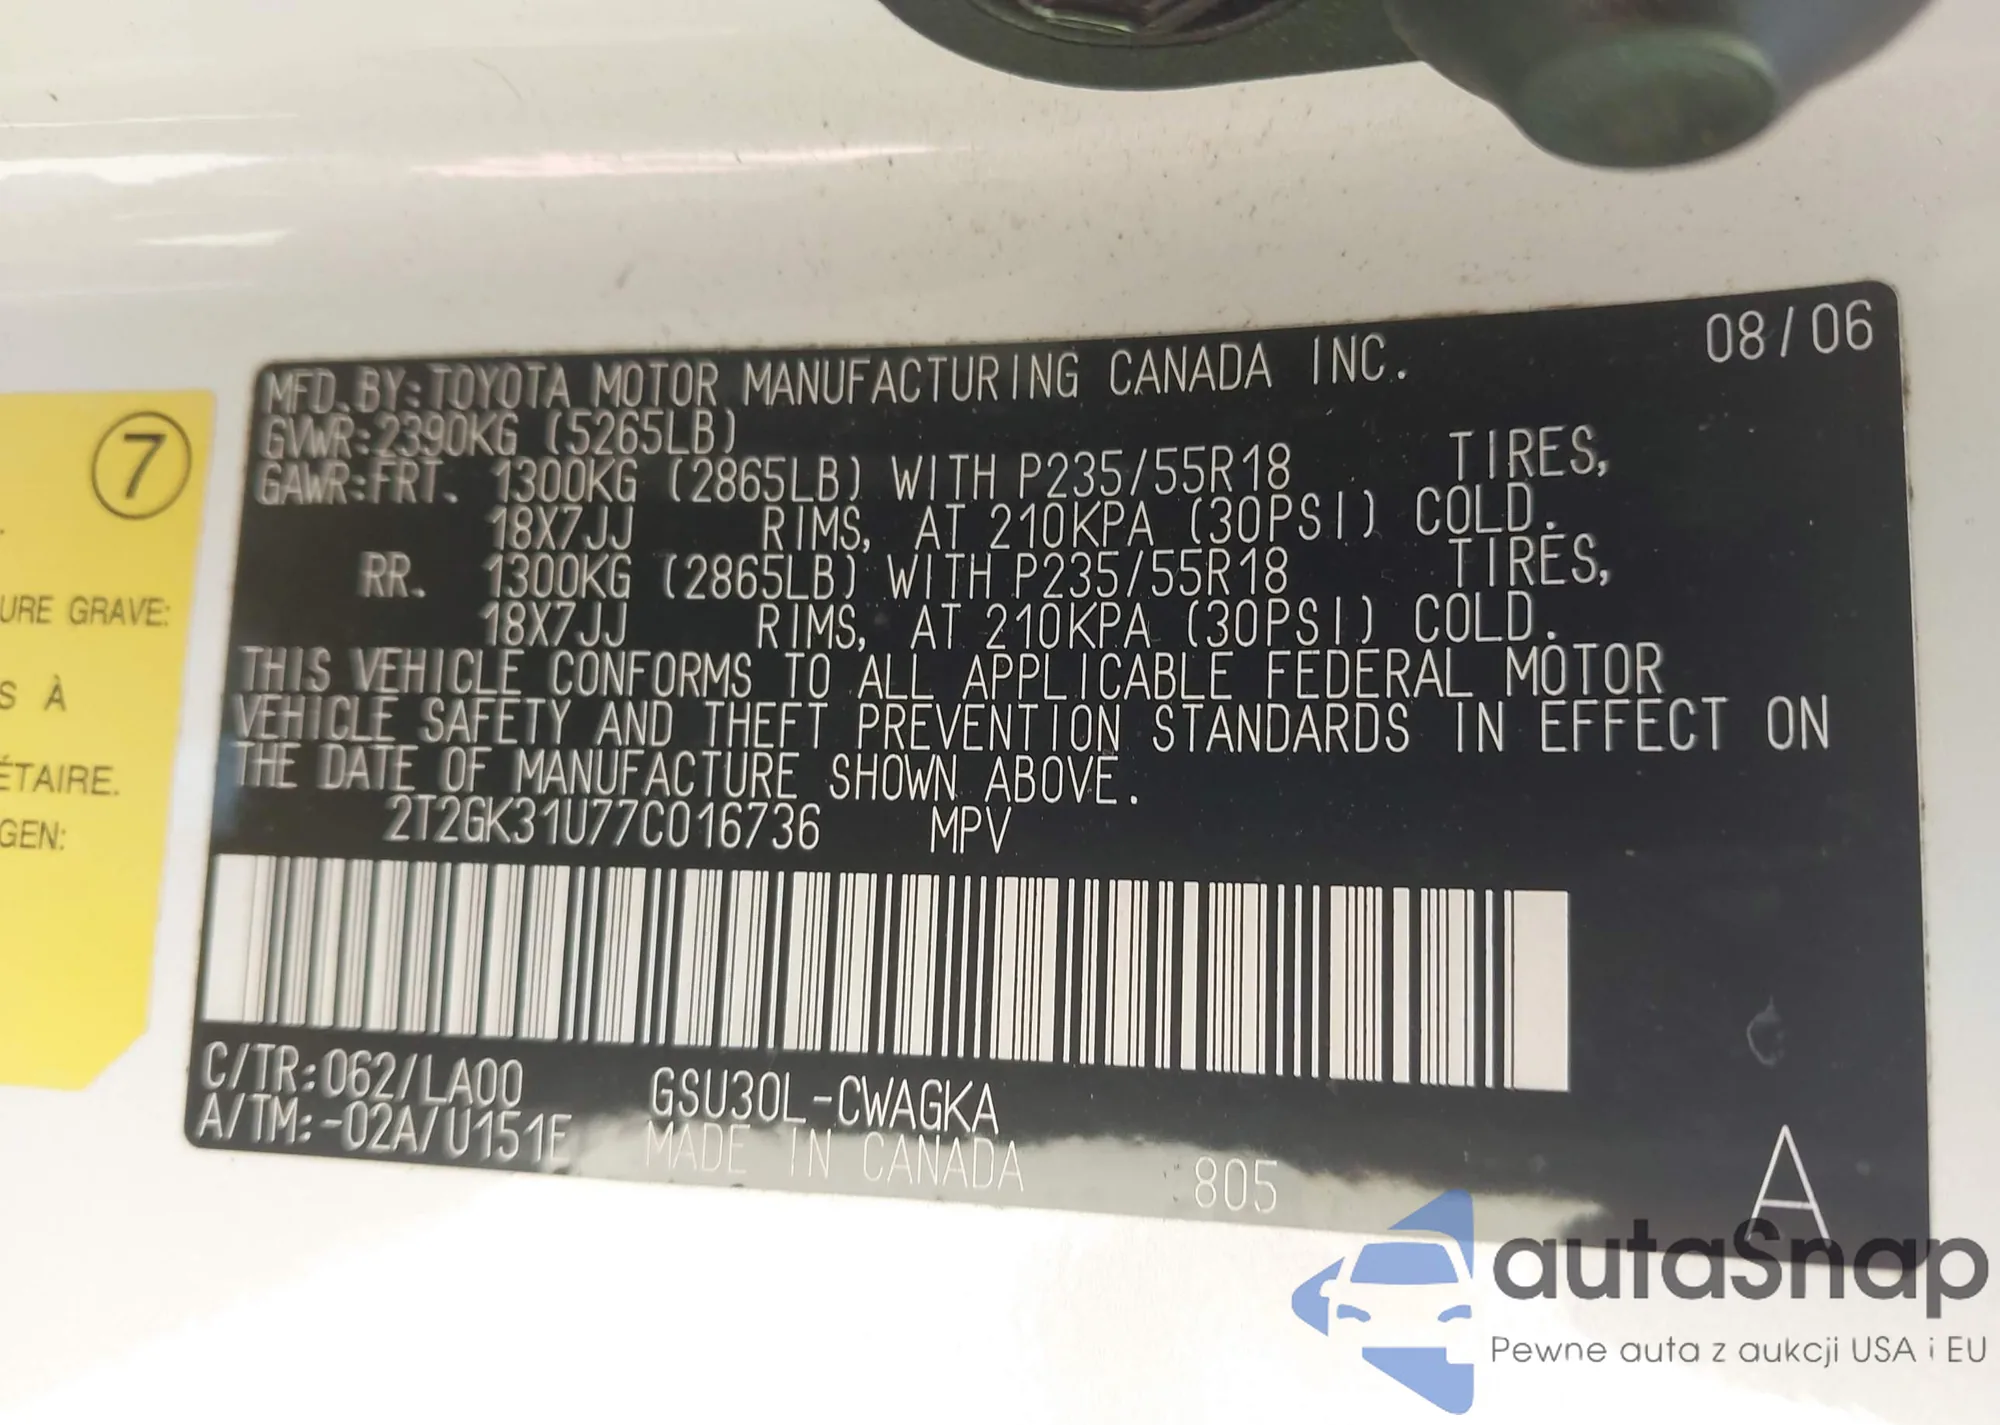 08/06
MFD.BY:TOYOTA MOTOR MANUFACTURING CANADA INC.
GVWR:2390KG (5265LB)
GAWR:FRT. 1300KG (2865LB) WITH P235/55R18 TIRES,
18X7JJ RIMS, AT 210KPA (30PSI) COLD.
RR. 1300KG (2865LB) WITH P235/55R18 TIRES,
18X7JJ RIMS, AT 210KPA (30PSI) COLD.
THIS VEHICLE CONFORMS TO ALL APPLICABLE FEDERAL MOTOR
VEHICLE SAFETY AND THEFT PREVENTION STANDARDS IN EFFECT ON
THE DATE OF MANUFACTURE SHOWN ABOVE.
2T2GK31U77C016736 MPV
C/TR:062/LA00 GSU30L-CWAGKA
A/TM:-02A/U151E MADE IN CANADA 805 A
7
URE GRAVE:
S À
ÉTAIRE.
GEN:
autaSnap
Pewne auta z aukcji USA i EU